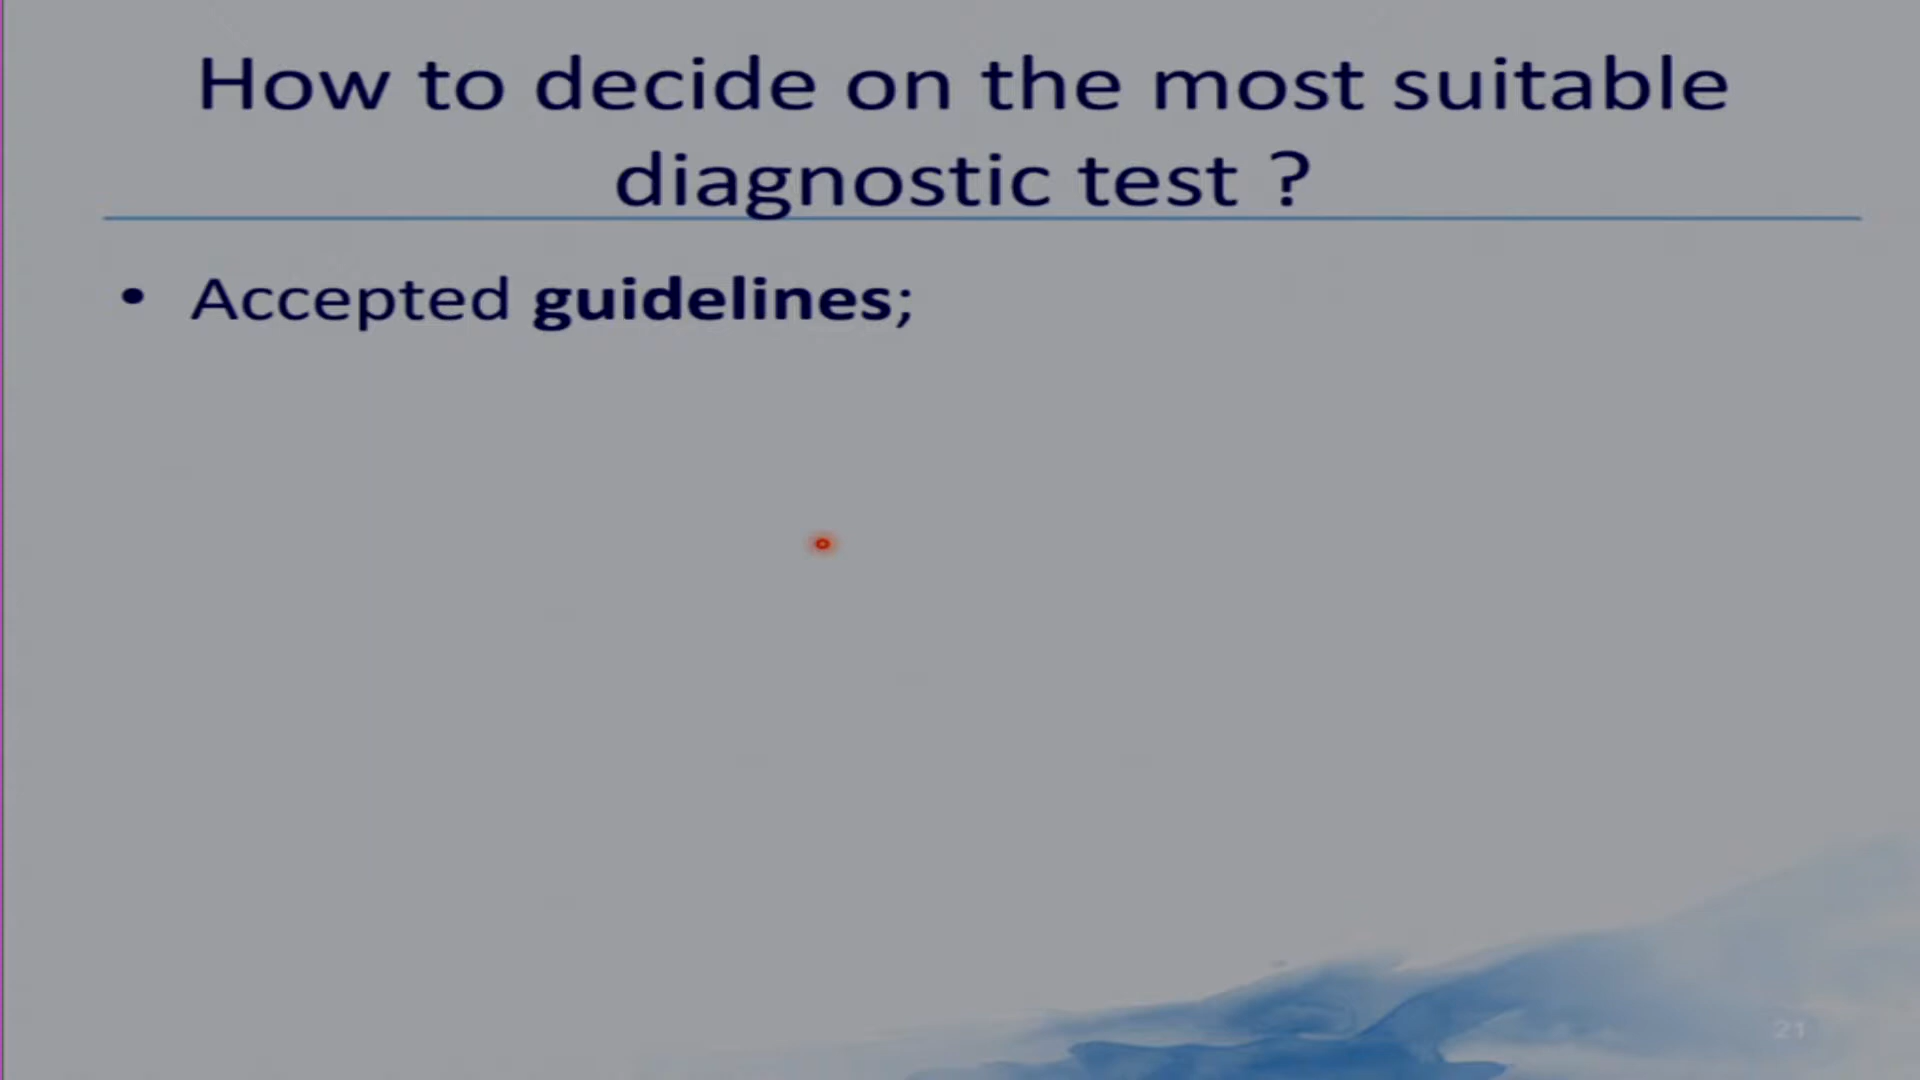 How to decide on the most suitable
diagnostic test ?
• Accepted guidelines;
21